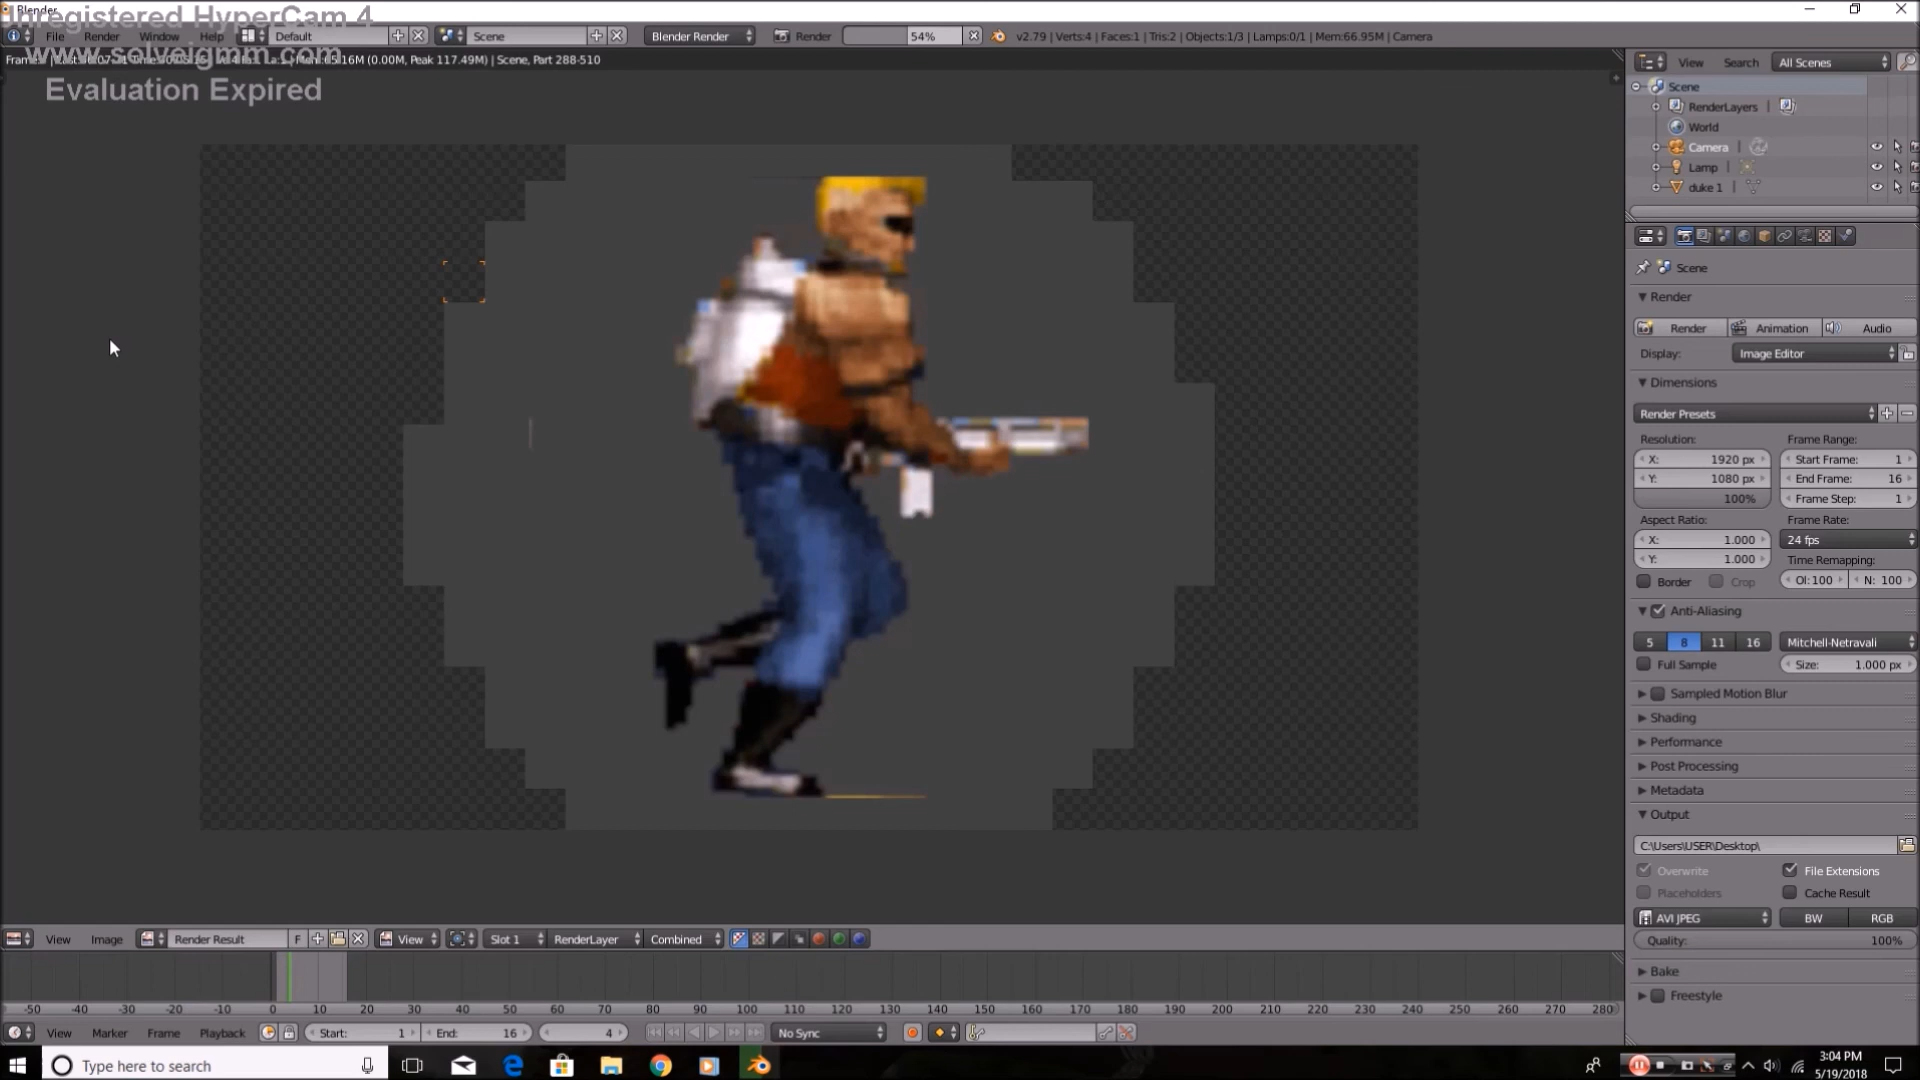 Blender
Unregistered HyperCam 4
File Render Window Help Default Scene Blender Render Render 54% v2.79 | Verts:4 | Faces:1 | Tris:2 | Objects:1/3 | Lamps:0/1 | Mem:66.95M | Camera
www.solveigmm.com
(0.00M, Peak 117.49M) | Scene, Part 288-510
Evaluation Expired
View Search All Scenes
Scene
RenderLayers
World
Camera
Lamp
duke 1
Scene
Render
Render Animation Audio
Display: Image Editor
Dimensions
Render Presets
Resolution: Frame Range:
X: 1920 px Start Frame: 1
Y: 1080 px End Frame: 16
100% Frame Step: 1
Aspect Ratio: Frame Rate:
X: 1.000 24 fps
Y: 1.000 Time Remapping:
Border Crop Ol:100 N: 100
Anti-Aliasing
5 8 11 16 Mitchell-Netravali
Full Sample Size: 1.000 px
Sampled Motion Blur
Shading
Performance
Post Processing
Metadata
Output
C:\Users\USER\Desktop\
Overwrite File Extensions
Placeholders Cache Result
AVI JPEG BW RGB
Quality: 100%
Bake
Freestyle
View Image Render Result F View Slot 1 RenderLayer Combined
-50 -40 -30 -20 -10 0 10 20 30 40 50 60 70 80 90 100 110 120 130 140 150 160 170 180 190 200 210 220 230 240 250 260 270 280
View Marker Frame Playback Start: 1 End: 16 4 No Sync
Type here to search
3:04 PM
5/19/2018